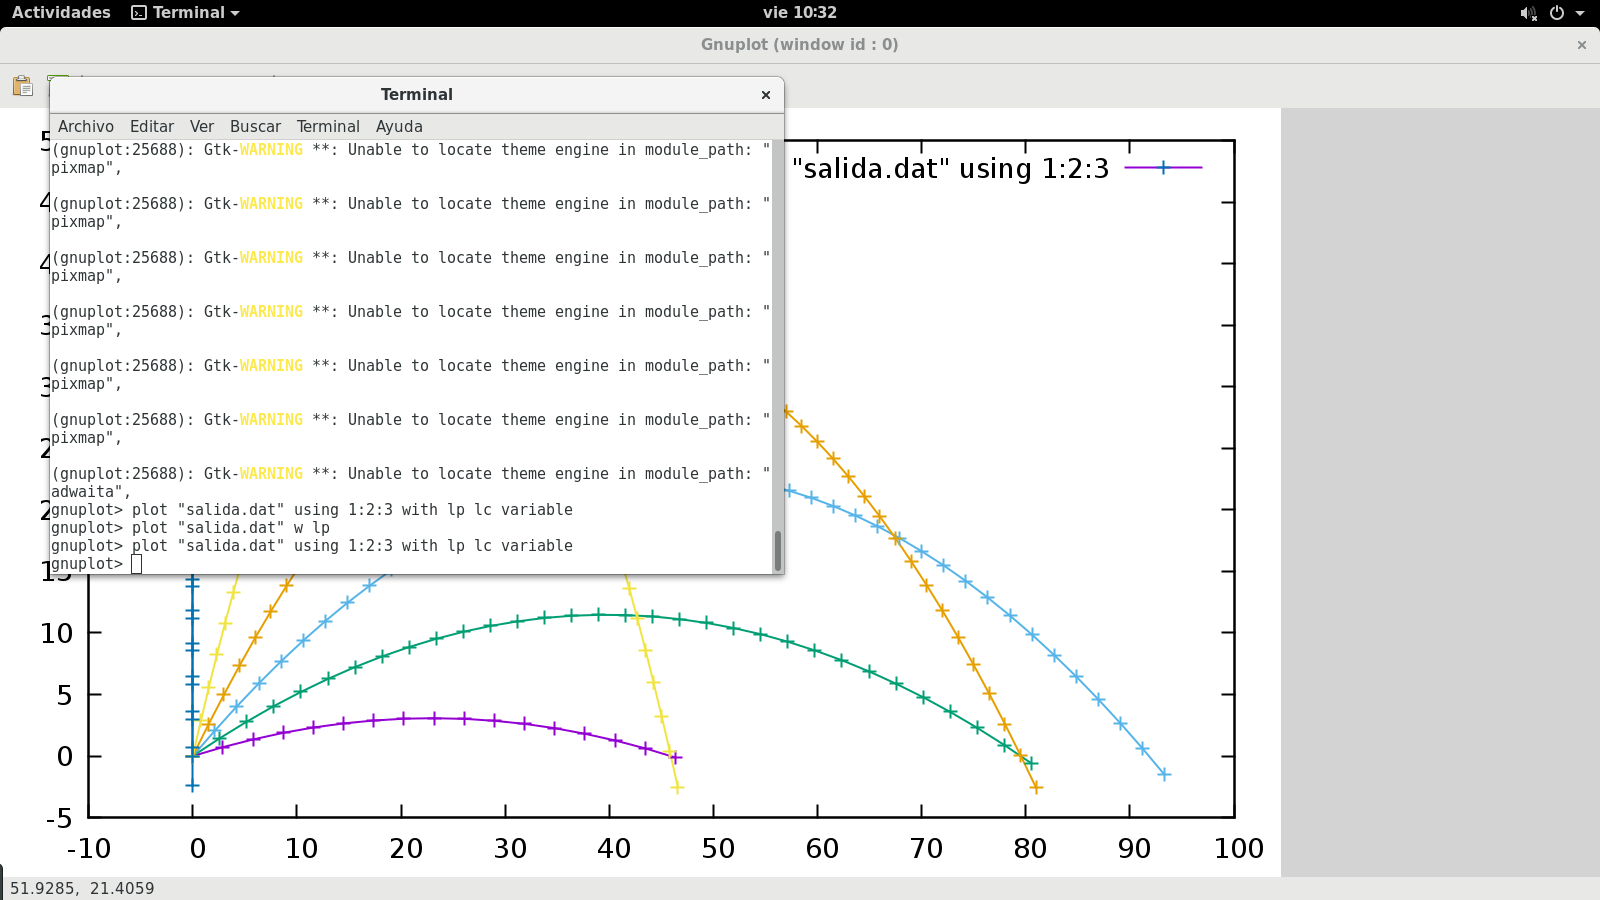 Actividades Terminal vie 10:32
Gnuplot (window id : 0)
Terminal
Archivo Editar Ver Buscar Terminal Ayuda
(gnuplot:25688): Gtk-WARNING **: Unable to locate theme engine in module_path: "
pixmap",
(gnuplot:25688): Gtk-WARNING **: Unable to locate theme engine in module_path: "
pixmap",
(gnuplot:25688): Gtk-WARNING **: Unable to locate theme engine in module_path: "
pixmap",
(gnuplot:25688): Gtk-WARNING **: Unable to locate theme engine in module_path: "
pixmap",
(gnuplot:25688): Gtk-WARNING **: Unable to locate theme engine in module_path: "
pixmap",
(gnuplot:25688): Gtk-WARNING **: Unable to locate theme engine in module_path: "
pixmap",
(gnuplot:25688): Gtk-WARNING **: Unable to locate theme engine in module_path: "
adwaita",
gnuplot> plot "salida.dat" using 1:2:3 with lp lc variable
gnuplot> plot "salida.dat" w lp
gnuplot> plot "salida.dat" using 1:2:3 with lp lc variable
gnuplot>
"salida.dat" using 1:2:3
15
10
5
0
-5
-10 0 10 20 30 40 50 60 70 80 90 100
51.9285, 21.4059